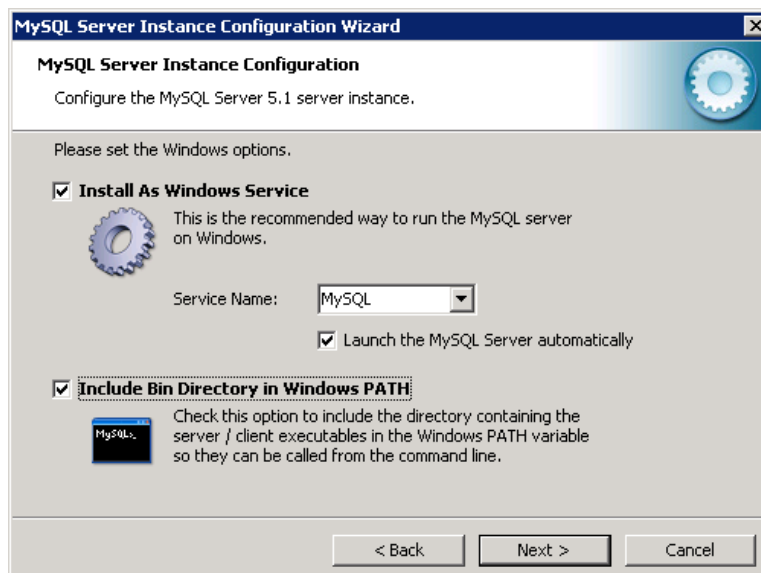 MySQL Server Instance Configuration Wizard
MySQL Server Instance Configuration
Configure the MySQL Server 5.1 server instance.
Please set the Windows options.
Install As Windows Service
This is the recommended way to run the MySQL server
on Windows.
Service Name: MySQL
Launch the MySQL Server automatically
Include Bin Directory in Windows PATH
MySQL>_
Check this option to include the directory containing the
server / client executables in the Windows PATH variable
so they can be called from the command line.
< Back Next > Cancel